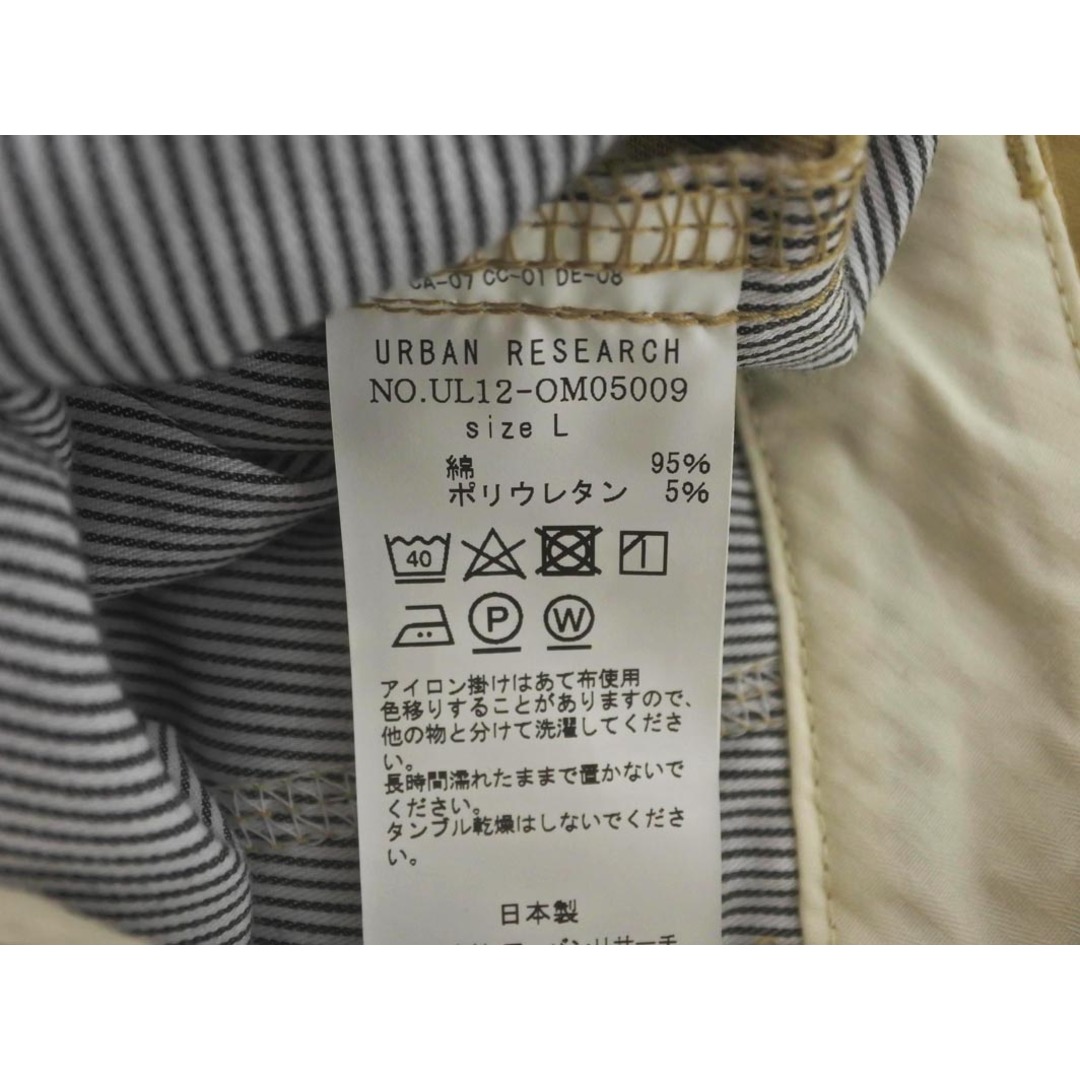 CA-07 CC-01 DE-08
URBAN RESEARCH
NO.UL12-OM05009
size L
綿 95%
ポリウレタン 5%
40
P W
アイロン掛けはあて布使用
色移りすることがありますので、
他の物と分けて洗濯してくださ
い。
長時間濡れたままで置かないで
ください。
タンブル乾燥はしないでくださ
い。
日本製